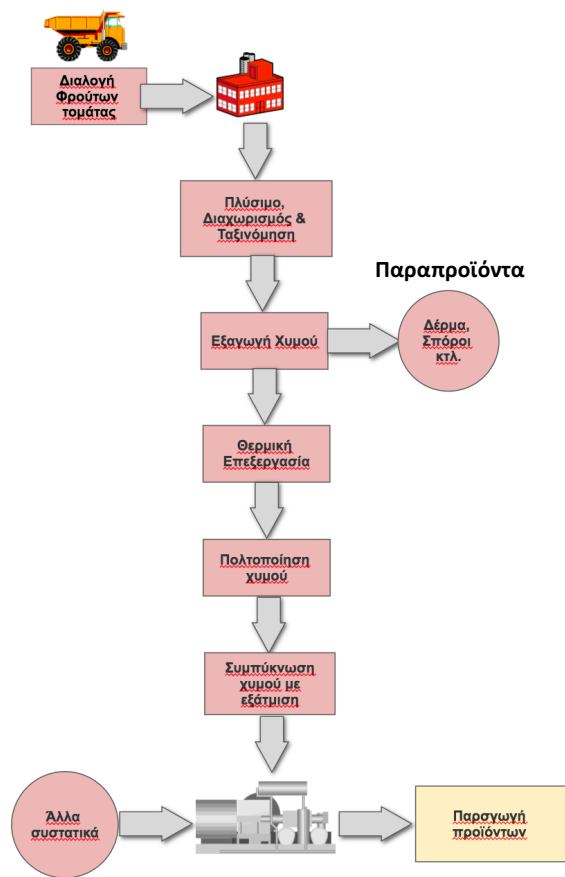 Διαλογή
Φρούτων
τομάτας
Πλύσιμο,
Διαχωρισμός &
Ταξινόμηση
Παραπροϊόντα
Εξαγωγή Χυμού
Δέρμα,
Σπόροι
κτλ.
Θερμική
Επεξεργασία
Πολτοποίηση
χυμού
Συμπύκνωση
χυμού με
εξάτμιση
Άλλα
συστατικά
Παρσγωγή
προϊόντων